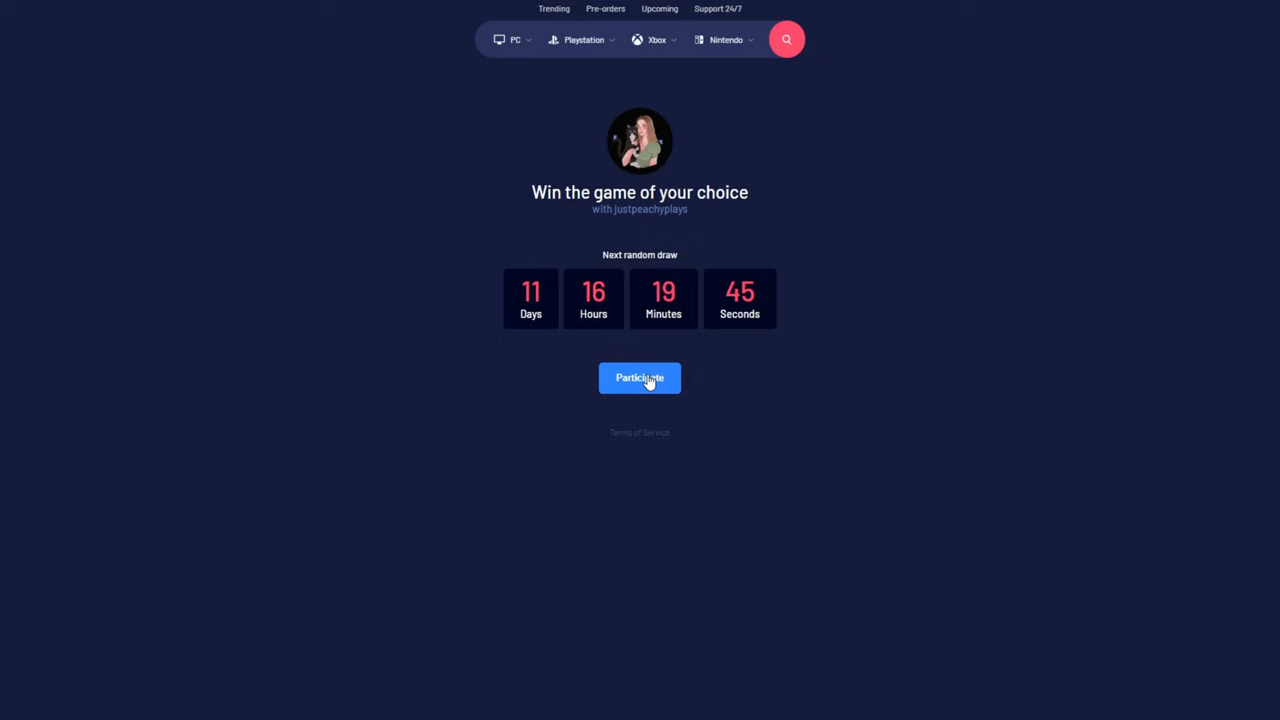 Trending Pre-orders Upcoming Support 24/7
PC Playstation Xbox Nintendo
Win the game of your choice
with justpeachyplays
Next random draw
11 16 19 45
Days Hours Minutes Seconds
Participate
Terms of Service